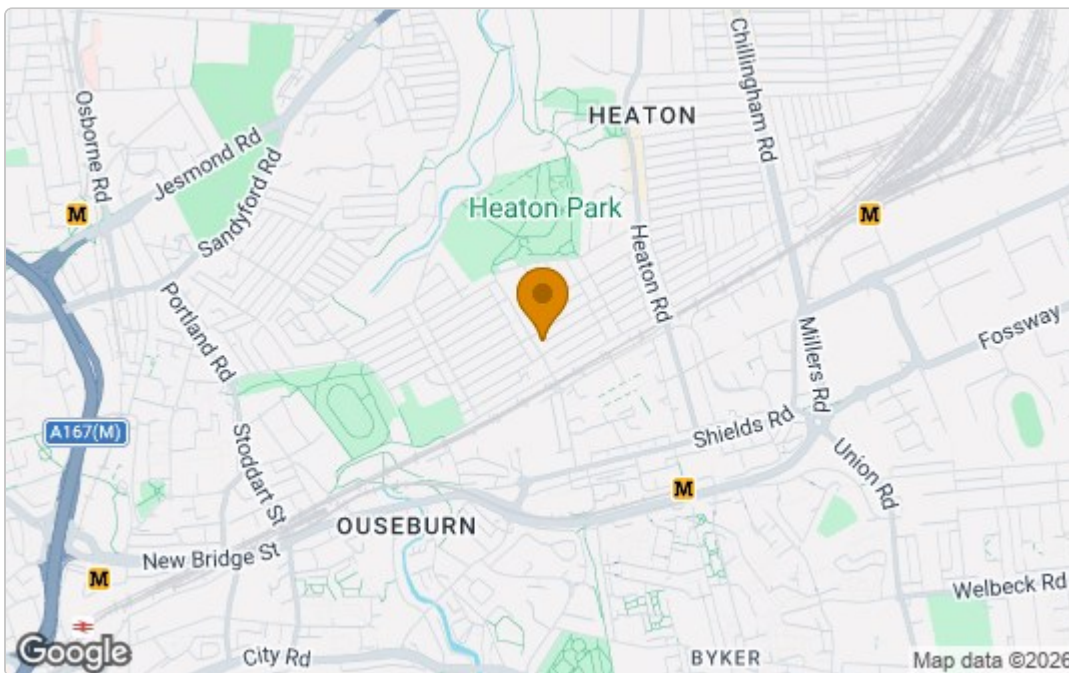 HEATON
Chillingham Rd
Osborne Rd
Jesmond Rd
Sandyford Rd
M
Heaton Park
M
Heaton Rd
Portland Rd
Millers Rd
Fossway
A167(M)
Stoddart St
Shields Rd
Union Rd
M
OUSEBURN
New Bridge St
M
Welbeck Rd
Google
City Rd
BYKER
Map data ©2026